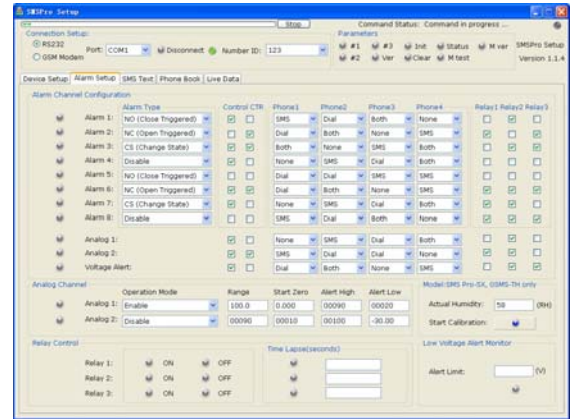 SMSPro Setup
Stop Command Status: Command in progress ...
Connection Setup: Parameters
RS232 Port: COM1 Disconnect Number ID: 123 #1 #3 Init Status M ver SMSPro Setup
GSM Modem #2 Ver Clear M test Version 1.1.4
Device Setup Alarm Setup SMS Text Phone Book Live Data
Alarm Channel Configuration
Alarm Type Control CTR Phone1 Phone2 Phone3 Phone4 Relay1 Relay2 Relay3
Alarm 1: NO (Close Triggered) SMS Dial Both None
Alarm 2: NC (Open Triggered) Dial Both None SMS
Alarm 3: CS (Change State) Both None SMS Dial
Alarm 4: Disable None SMS Dial Both
Alarm 5: NO (Close Triggered) Dial Dial SMS SMS
Alarm 6: NC (Open Triggered) Dial Both None SMS
Alarm 7: CS (Change State) None SMS Dial Both
Alarm 8: Disable SMS Dial Both None
Analog 1: None SMS Dial Both
Analog 2: SMS Dial Dial Both
Voltage Alert: Dial Both None SMS
Analog Channel Model:SMS Pro-SX, GSMS-TH only
Operation Mode Range Start Zero Alert High Alert Low
Analog 1: Enable 100.0 0.000 00090 00020 Actual Humidity: 50 (RH)
Analog 2: Disable 00090 00010 00100 -30.00 Start Calibration:
Relay Control Time Lapse(seconds) Low Voltage Alert Monitor
Relay 1: ON OFF
Alert Limit: (V)
Relay 2: ON OFF
Relay 3: ON OFF